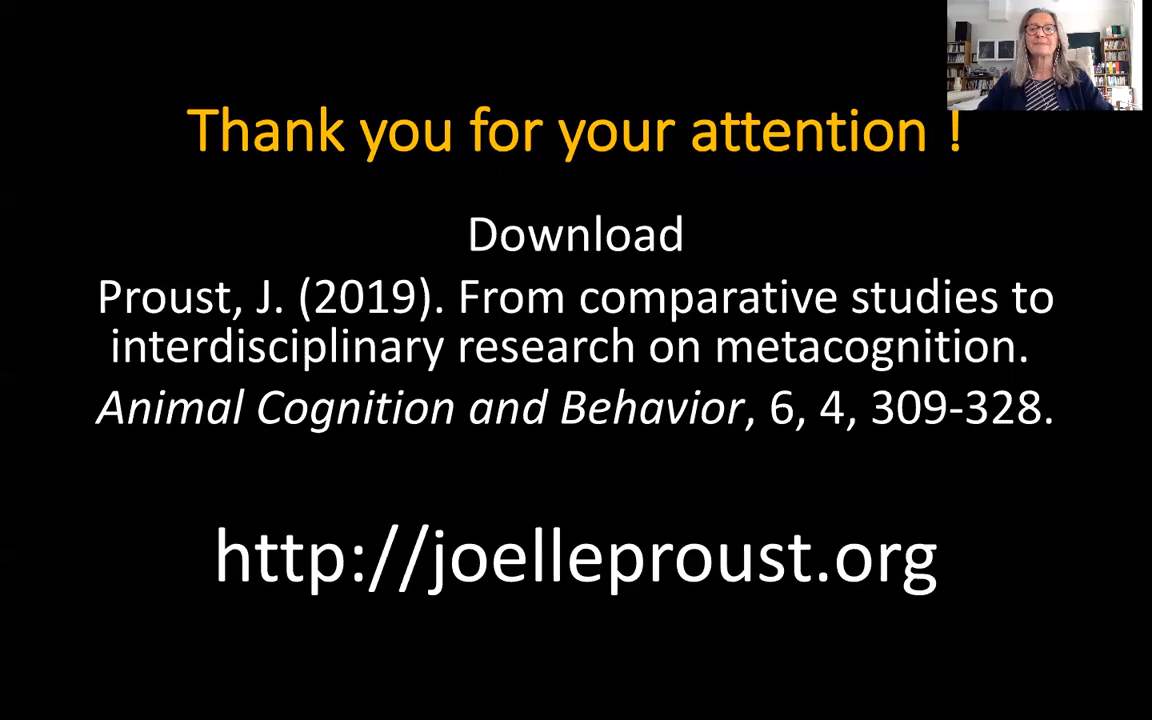 Thank you for your attention !
Download
Proust, J. (2019). From comparative studies to
interdisciplinary research on metacognition.
Animal Cognition and Behavior, 6, 4, 309-328.
http://joelleproust.org